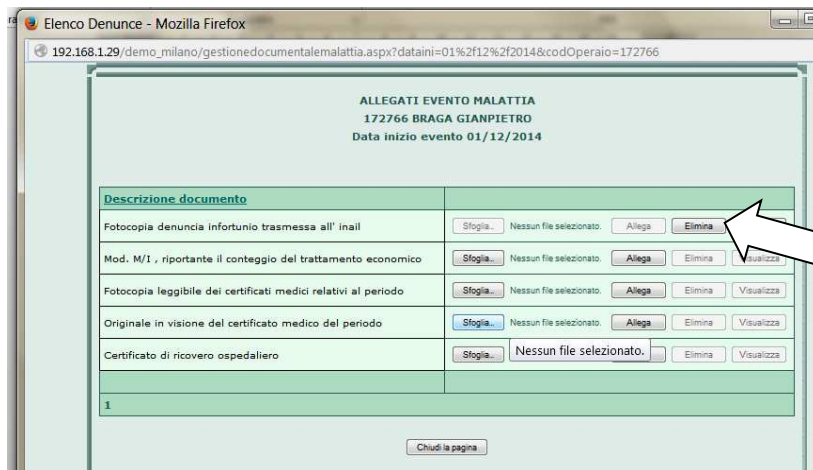 Elenco Denunce - Mozilla Firefox
192.168.1.29/demo_milano/gestionedocumentalemalattia.aspx?dataini=01%2f12%2f2014&codOperaio=172766
ALLEGATI EVENTO MALATTIA
172766 BRAGA GIANPIETRO
Data inizio evento 01/12/2014
Descrizione documento
Fotocopia denuncia infortunio trasmessa all' inail Sfoglia.. Nessun file selezionato. Allega Elimina
Mod. M/I , riportante il conteggio del trattamento economico Sfoglia.. Nessun file selezionato. Allega Elimina Visualizza
Fotocopia leggibile dei certificati medici relativi al periodo Sfoglia.. Nessun file selezionato. Allega Elimina Visualizza
Originale in visione del certificato medico del periodo Sfoglia.. Nessun file selezionato. Allega Elimina Visualizza
Certificato di ricovero ospedaliero Sfoglia.. Nessun file selezionato. Elimina Visualizza
1
Chiudi la pagina